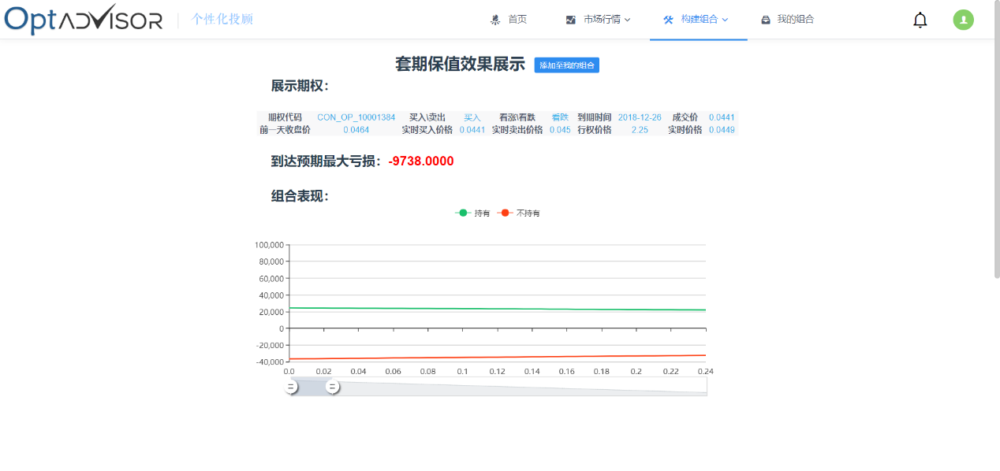 OptADVISOR 个性化投顾 首页 市场行情 构建组合 我的组合
套期保值效果展示 添加至我的组合
展示期权：
期权代码 CON_OP_10001384 买入\卖出 买入 看涨\看跌 看跌 到期时间 2018-12-26 成交价 0.0441
前一天收盘价 0.0464 实时买入价格 0.0441 实时卖出价格 0.045 行权价格 2.25 实时价格 0.0449
到达预期最大亏损：-9738.0000
组合表现：
持有 不持有
100,000
80,000
60,000
40,000
20,000
0
-20,000
-40,000
0.0 0.02 0.04 0.06 0.08 0.1 0.12 0.14 0.16 0.18 0.2 0.22 0.24